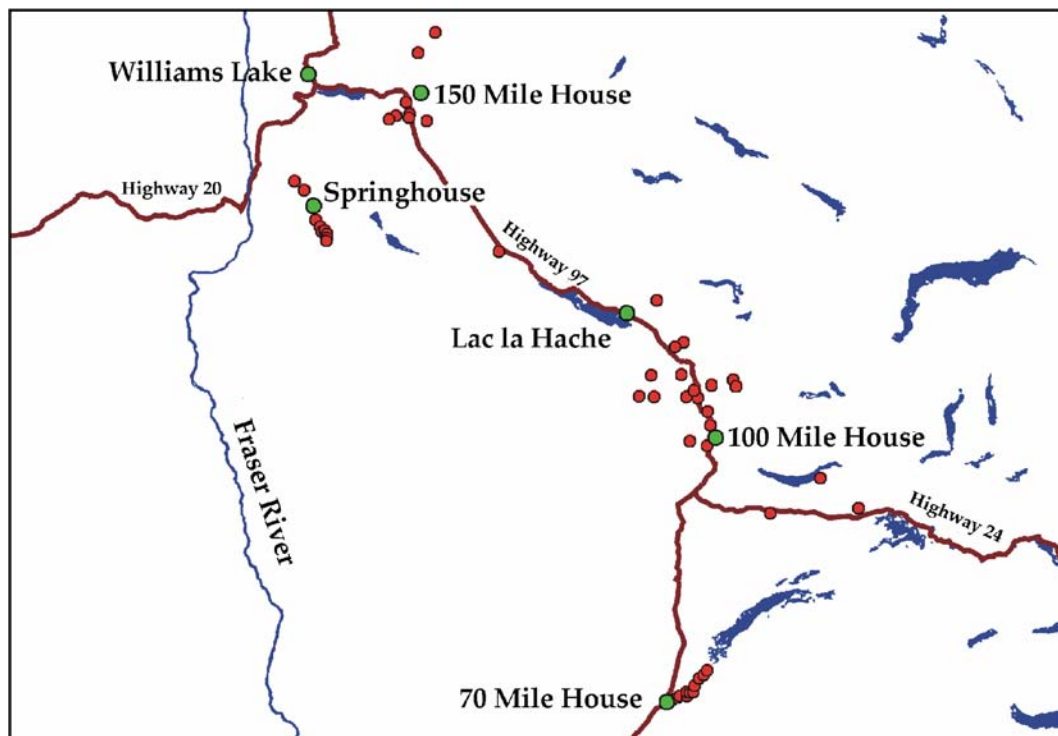 Williams Lake
150 Mile House
Highway 20
Springhouse
Highway 97
Lac la Hache
Fraser River
100 Mile House
Highway 24
70 Mile House